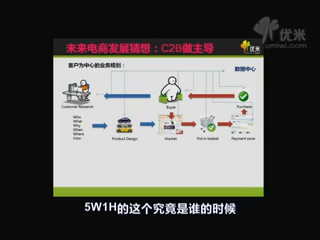 优米
umiwi.com
未来电商发展猜想：C2B做主导
客户为中心的业务规划：
数据中心
Customer Research
Buyer
Purchase
Who
What
Why
When
Where
How
Product Design
Market
Put in basket
Payment done
5W1H的这个究竟是谁的时候